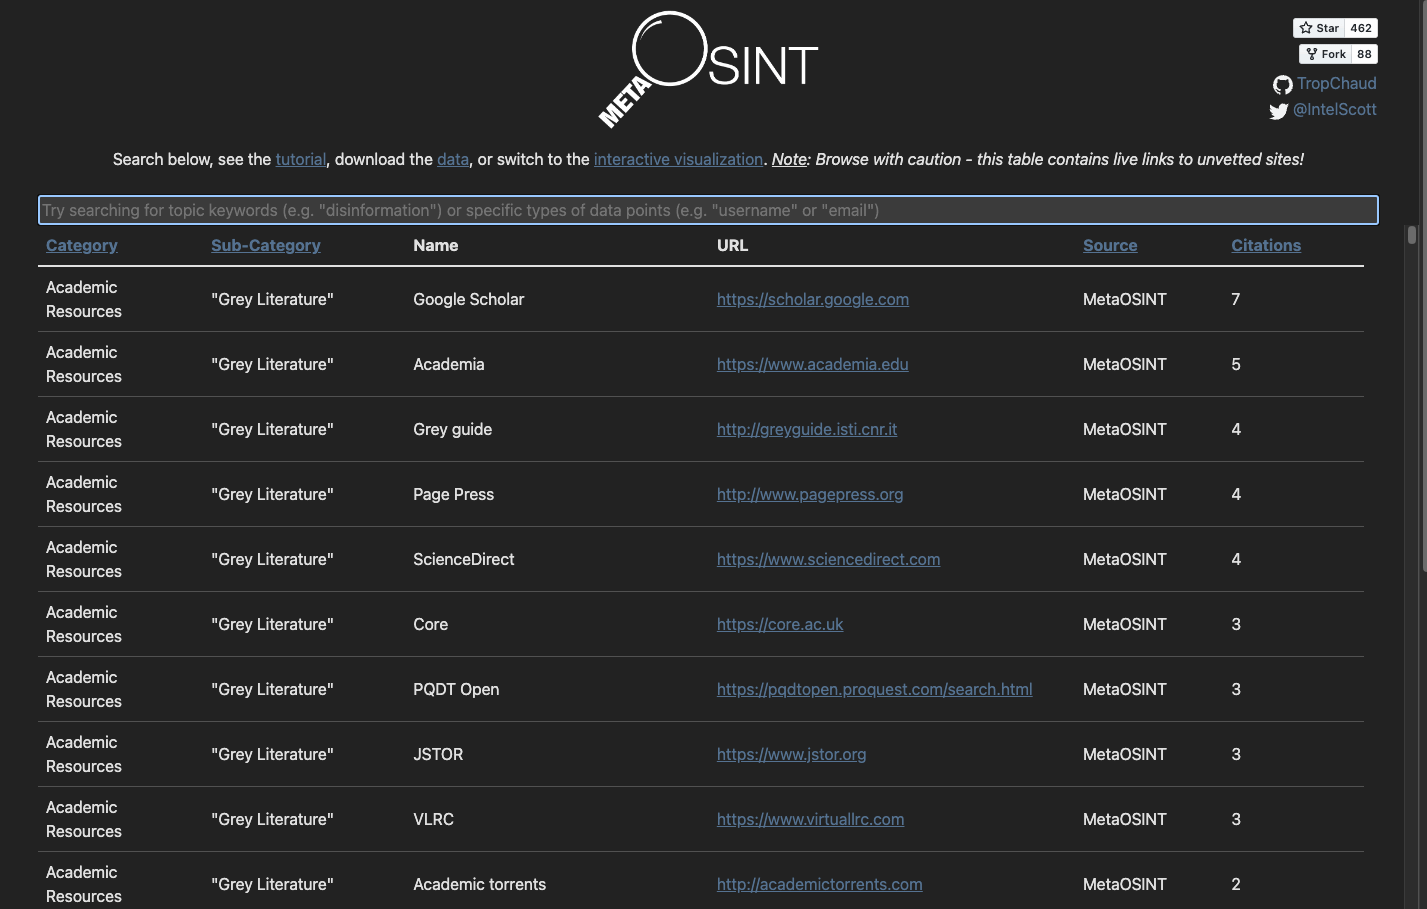 META OSINT
Star 462
Fork 88
TropChaud
@IntelScott
Search below, see the tutorial, download the data, or switch to the interactive visualization. Note: Browse with caution - this table contains live links to unvetted sites!
Try searching for topic keywords (e.g. "disinformation") or specific types of data points (e.g. "username" or "email")
Category Sub-Category Name URL Source Citations
Academic Resources "Grey Literature" Google Scholar https://scholar.google.com MetaOSINT 7
Academic Resources "Grey Literature" Academia https://www.academia.edu MetaOSINT 5
Academic Resources "Grey Literature" Grey guide http://greyguide.isti.cnr.it MetaOSINT 4
Academic Resources "Grey Literature" Page Press http://www.pagepress.org MetaOSINT 4
Academic Resources "Grey Literature" ScienceDirect https://www.sciencedirect.com MetaOSINT 4
Academic Resources "Grey Literature" Core https://core.ac.uk MetaOSINT 3
Academic Resources "Grey Literature" PQDT Open https://pqdtopen.proquest.com/search.html MetaOSINT 3
Academic Resources "Grey Literature" JSTOR https://www.jstor.org MetaOSINT 3
Academic Resources "Grey Literature" VLRC https://www.virtuallrc.com MetaOSINT 3
Academic Resources "Grey Literature" Academic torrents http://academictorrents.com MetaOSINT 2